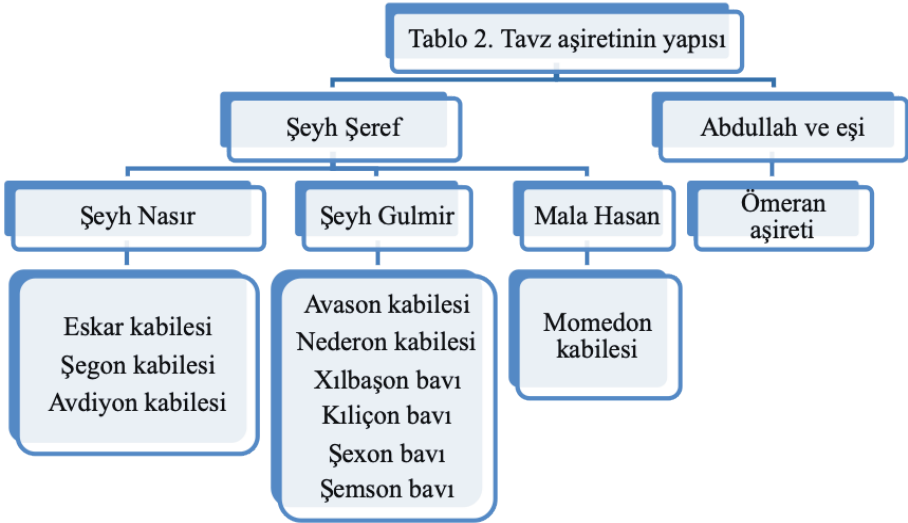 Tablo 2. Tavz aşiretinin yapısı
Şeyh Şeref
Abdullah ve eşi
Şeyh Nasır
Şeyh Gulmir
Mala Hasan
Ömeran
aşireti
Eskar kabilesi
Şegon kabilesi
Avdiyon kabilesi
Avason kabilesi
Nederon kabilesi
Xılbaşon bavı
Kıliçon bavı
Şexon bavı
Şemson bavı
Momedon
kabilesi